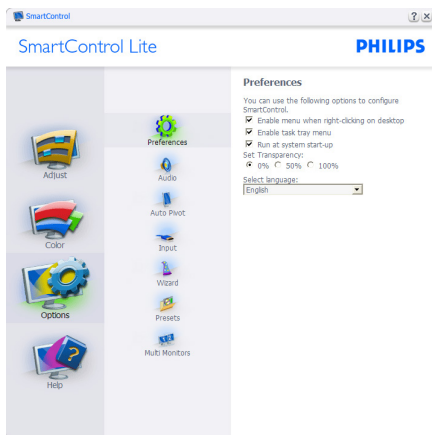 SmartControl
SmartControl Lite
PHILIPS
Adjust
Color
Options
Help
Preferences
Audio
Auto Pivot
Input
Wizard
Presets
Multi Monitors
Preferences
You can use the following options to configure
SmartControl.
Enable menu when right-clicking on desktop
Enable task tray menu
Run at system start-up
Set Transparency:
0% 50% 100%
Select language:
English